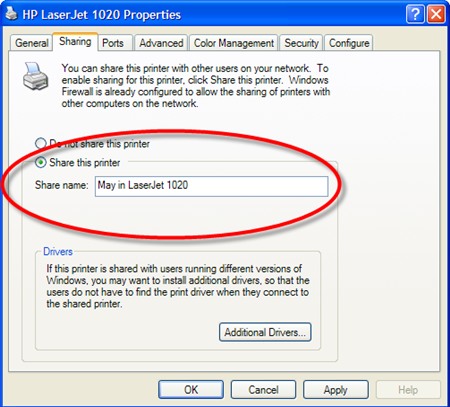 HP LaserJet 1020 Properties
General Sharing Ports Advanced Color Management Security Configure
You can share this printer with other users on your network. To
enable sharing for this printer, click Share this printer. Windows
Firewall is already configured to allow the sharing of printers with
other computers on the network.
Do not share this printer
Share this printer
Share name: May in LaserJet 1020
Drivers
If this printer is shared with users running different versions of
Windows, you may want to install additional drivers, so that the
users do not have to find the print driver when they connect to
the shared printer.
Additional Drivers...
OK Cancel Apply Help